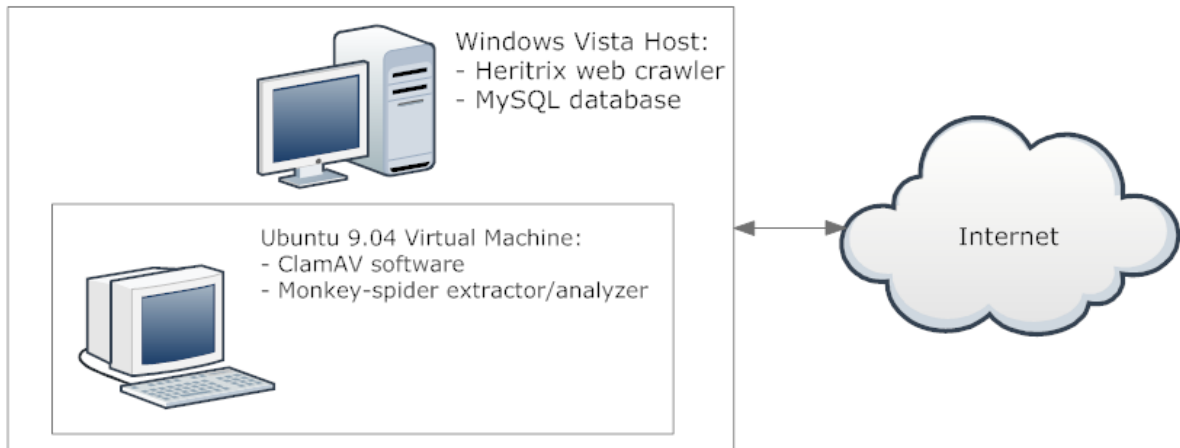 Windows Vista Host:
- Heritrix web crawler
- MySQL database
Ubuntu 9.04 Virtual Machine:
- ClamAV software
- Monkey-spider extractor/analyzer
Internet